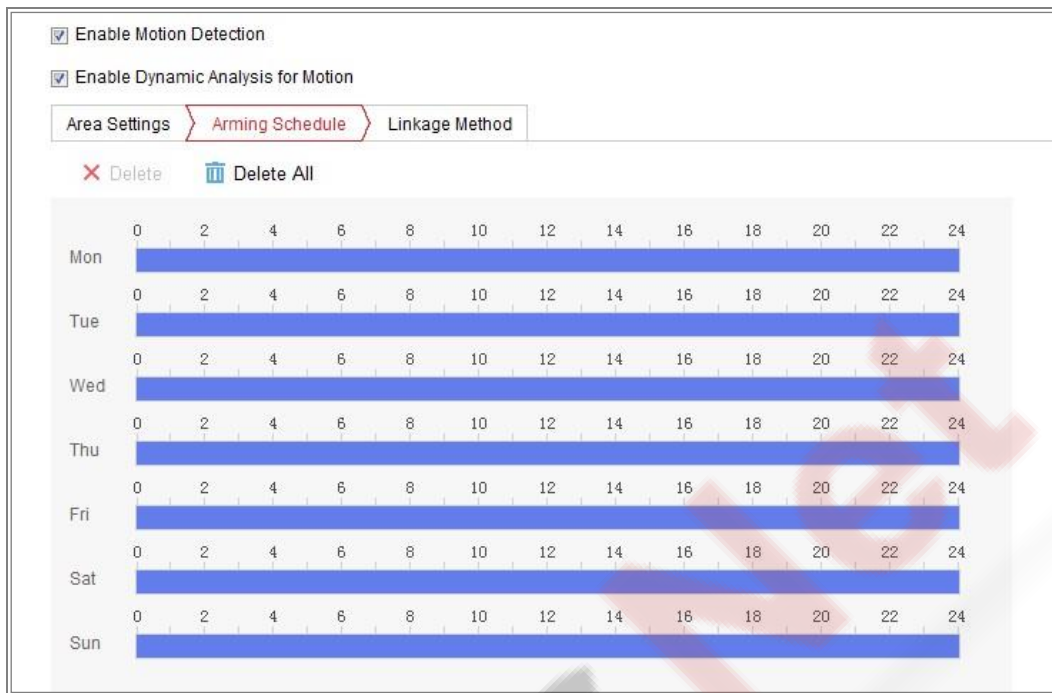 Enable Motion Detection
Enable Dynamic Analysis for Motion
Area Settings Arming Schedule Linkage Method
Delete Delete All
0 2 4 6 8 10 12 14 16 18 20 22 24
Mon
0 2 4 6 8 10 12 14 16 18 20 22 24
Tue
0 2 4 6 8 10 12 14 16 18 20 22 24
Wed
0 2 4 6 8 10 12 14 16 18 20 22 24
Thu
0 2 4 6 8 10 12 14 16 18 20 22 24
Fri
0 2 4 6 8 10 12 14 16 18 20 22 24
Sat
0 2 4 6 8 10 12 14 16 18 20 22 24
Sun
Net